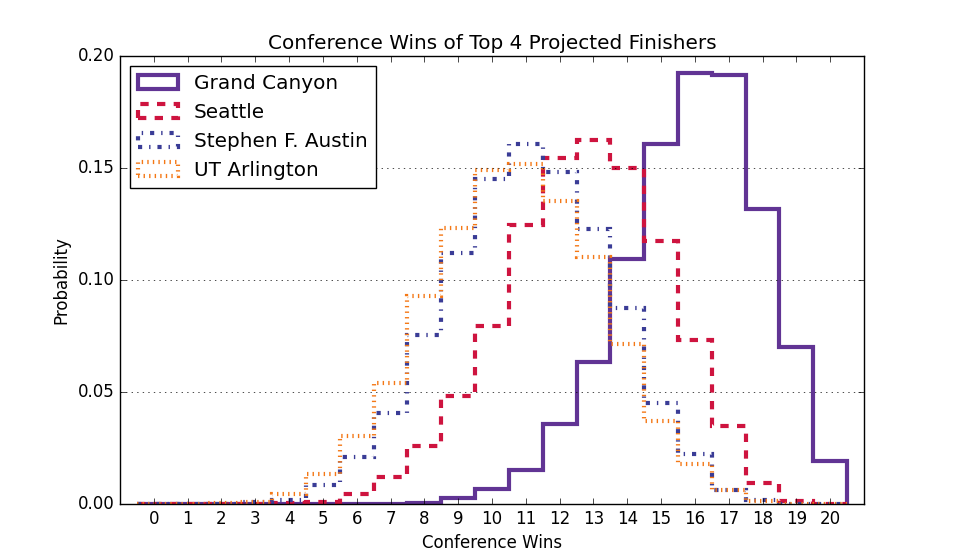 Conference Wins of Top 4 Projected Finishers
Grand Canyon
Seattle
Stephen F. Austin
UT Arlington
Probability
0.20
0.15
0.10
0.05
0.00
0 1 2 3 4 5 6 7 8 9 10 11 12 13 14 15 16 17 18 19 20
Conference Wins